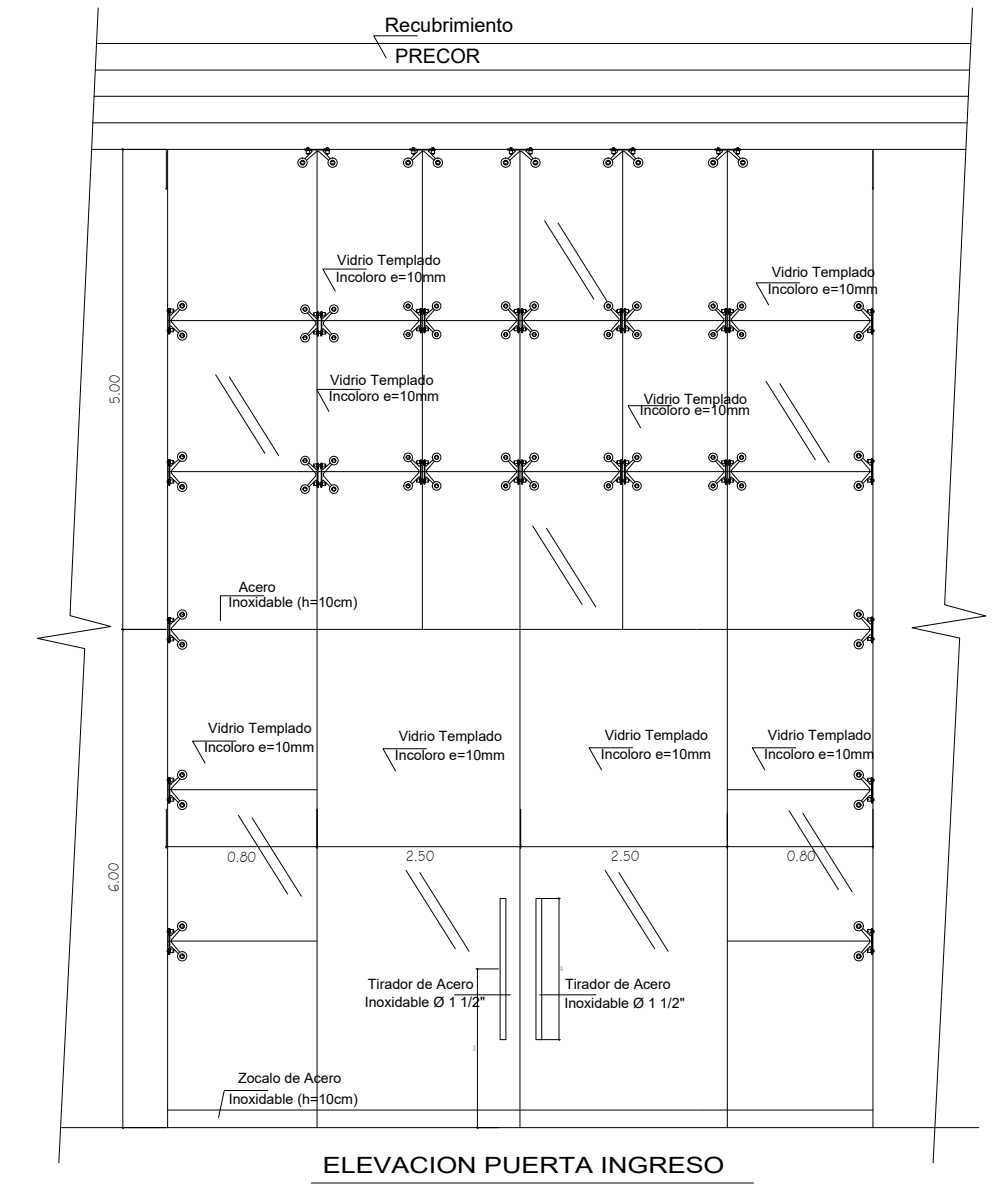 Recubrimiento
PRECOR
Vidrio Templado
Incoloro e=10mm
Vidrio Templado
Incoloro e=10mm
5.00
Vidrio Templado
Incoloro e=10mm
Vidrio Templado
Incoloro e=10mm
Acero
Inoxidable (h=10cm)
Vidrio Templado
Incoloro e=10mm
Vidrio Templado
Incoloro e=10mm
Vidrio Templado
Incoloro e=10mm
Vidrio Templado
Incoloro e=10mm
0.80
2.50
2.50
0.80
6.00
Tirador de Acero
Inoxidable Ø 1 1/2"
Tirador de Acero
Inoxidable Ø 1 1/2"
Zocalo de Acero
Inoxidable (h=10cm)
ELEVACION PUERTA INGRESO